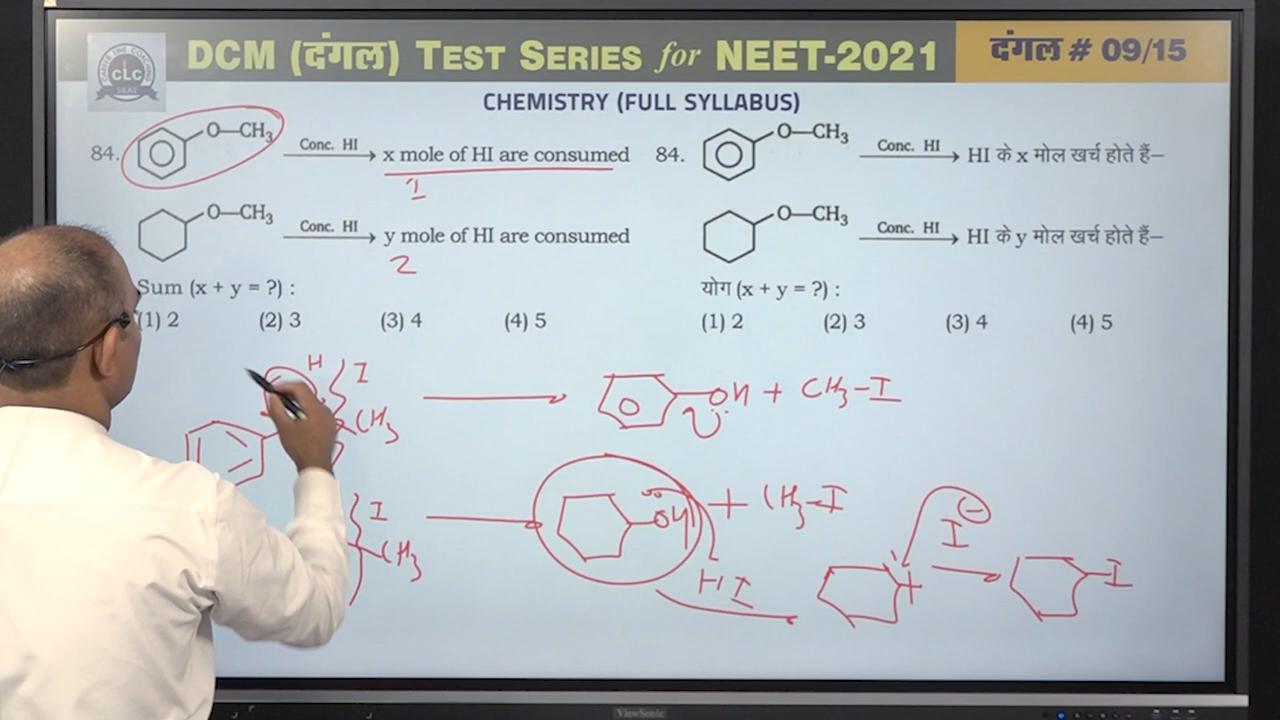 DCM (दंगल) TEST SERIES for NEET-2021
दंगल # 09/15
CLC
SIKAR
CHEMISTRY (FULL SYLLABUS)
84. O—CH3 Conc. HI x mole of HI are consumed
1
O—CH3 Conc. HI y mole of HI are consumed
2
Sum (x + y = ?) :
(1) 2 (2) 3 (3) 4 (4) 5
84. O—CH3 Conc. HI HI के x मोल खर्च होते हैं–
O—CH3 Conc. HI HI के y मोल खर्च होते हैं–
योग (x + y = ?) :
(1) 2 (2) 3 (3) 4 (4) 5
H I
CH3
OH + CH3-I
I
CH3
OH + CH3-I
HI
+
I-
I
ViewSonic